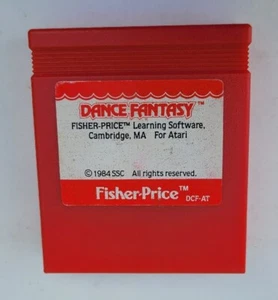 DANCE FANTASY™
FISHER-PRICE™ Learning Software,
Cambridge, MA For Atari
© 1984 SSC All rights reserved.
Fisher-Price™
DCF-AT